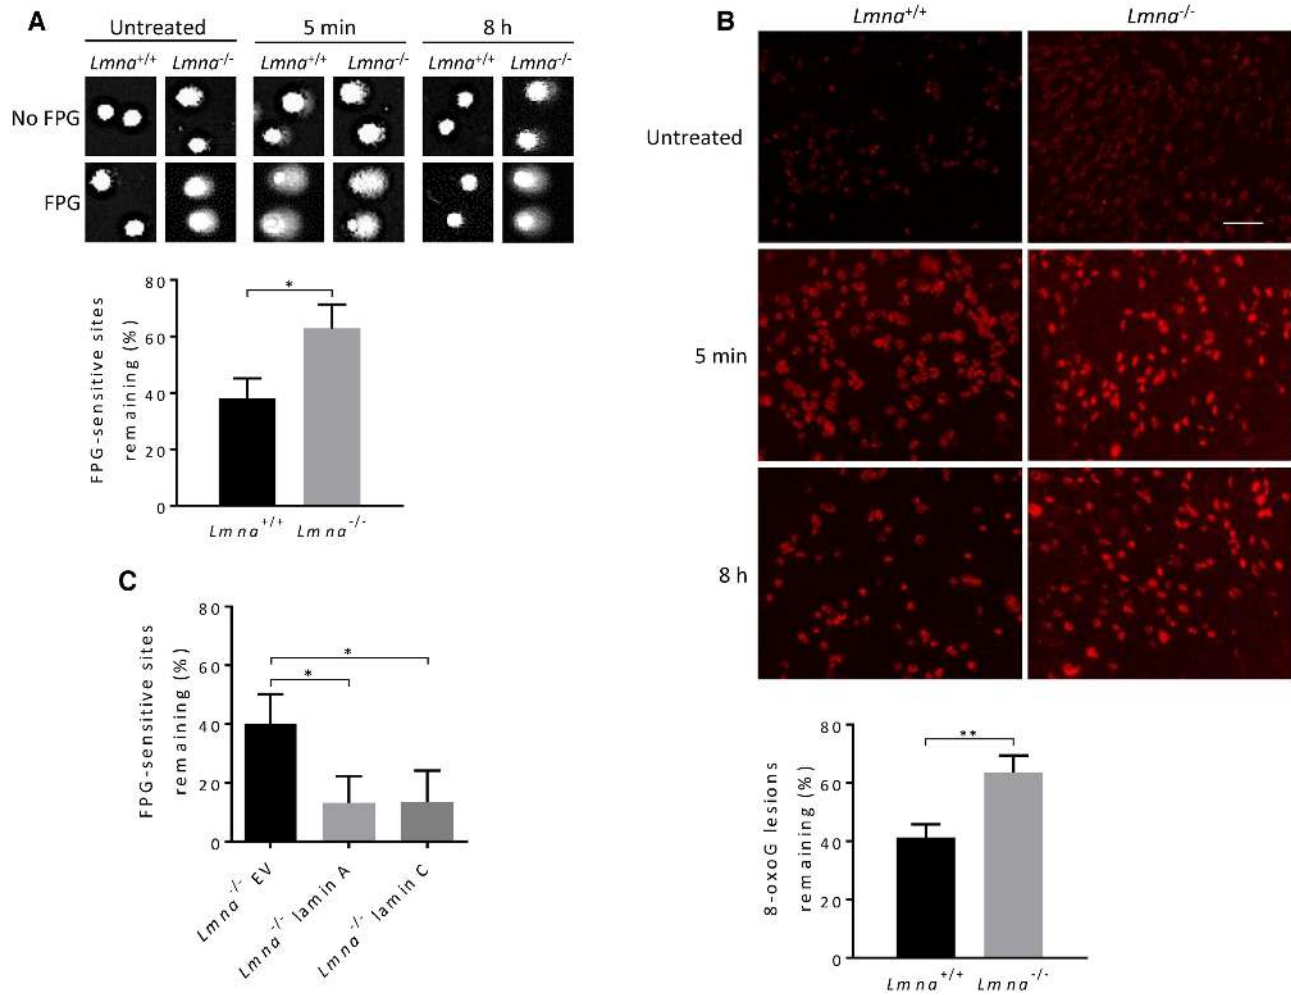 A
Untreated 5 min 8 h
Lmna+/+ Lmna-/- Lmna+/+ Lmna-/- Lmna+/+ Lmna-/-
No FPG
FPG
80
60
40
20
0
FPG-sensitive sites
remaining (%)
*
Lmna+/+ Lmna-/-
B
Lmna+/+ Lmna-/-
Untreated
5 min
8 h
80
60
40
20
0
8-oxoG lesions
remaining (%)
**
Lmna+/+ Lmna-/-
C
80
60
40
20
0
FPG-sensitive sites
remaining (%)
*
*
Lmna-/- EV
Lmna-/- lamin A
Lmna-/- lamin C